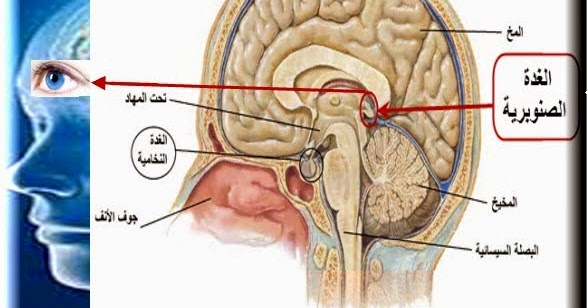 المخ
الغدة
الصنوبرية
تحت المهاد
الغدة
النخامية
المخيخ
جوف الأنف
البصلة السيسائية